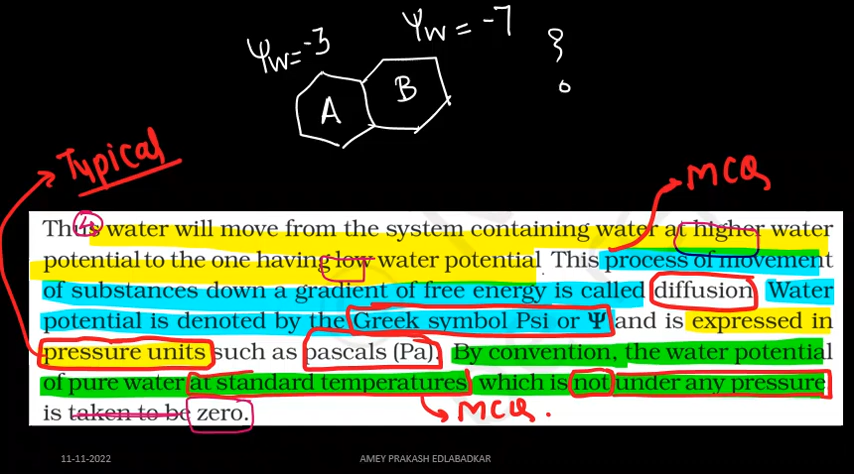 Ψw = -3
Ψw = -7
?
A
B
Typical
MCQ
4
Thus water will move from the system containing water at higher water
potential to the one having low water potential. This process of movement
of substances down a gradient of free energy is called diffusion. Water
potential is denoted by the Greek symbol Psi or Ψ and is expressed in
pressure units such as pascals (Pa). By convention, the water potential
of pure water at standard temperatures, which is not under any pressure,
is taken to be zero.
MCQ.
11-11-2022
AMEY PRAKASH EDLABADKAR